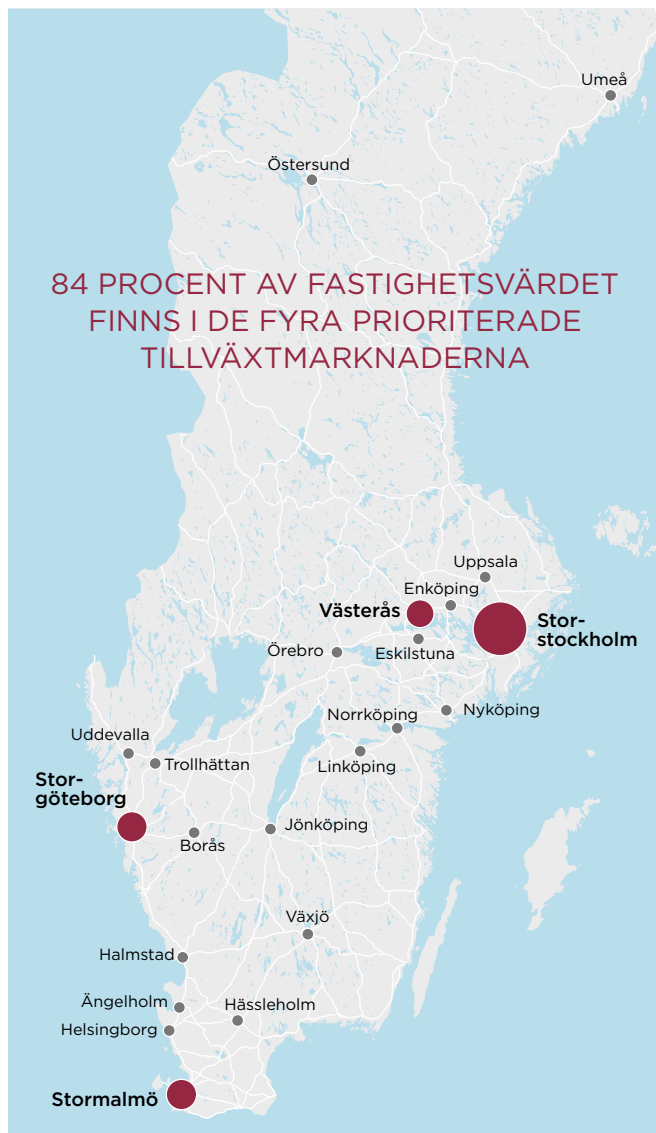 Umeå
Östersund
84 PROCENT AV FASTIGHETSVÄRDET
FINNS I DE FYRA PRIORITERADE
TILLVÄXTMARKNADERNA
Uppsala
Enköping
Västerås
Stor-
stockholm
Örebro
Eskilstuna
Nyköping
Norrköping
Uddevalla
Trollhättan
Linköping
Stor-
göteborg
Jönköping
Borås
Växjö
Halmstad
Ängelholm
Hässleholm
Helsingborg
Stormalmö